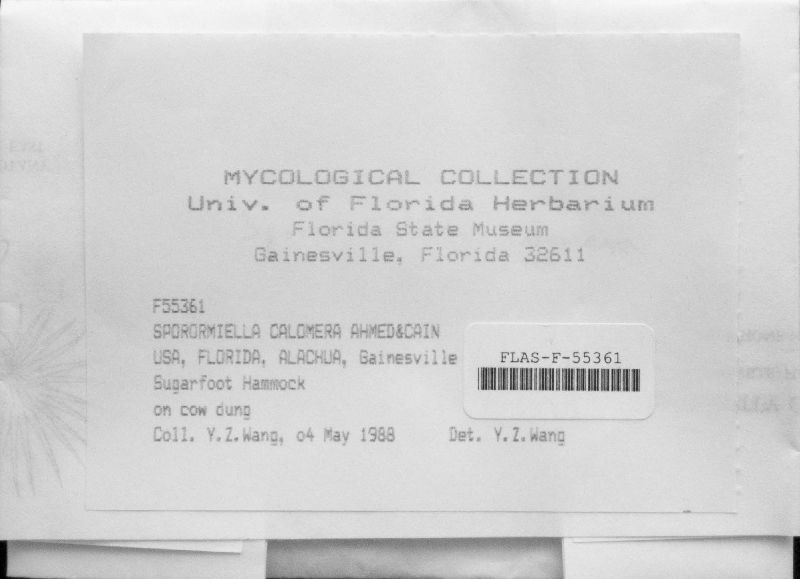 MYCOLOGICAL COLLECTION
Univ. of Florida Herbarium
Florida State Museum
Gainesville, Florida 32611
F55361
SPORORMIELLA CALOMERA AHMED&CAIN
USA, FLORIDA, ALACHUA, Gainesville
Sugarfoot Hammock
on cow dung
Coll. Y.Z.Wang, o4 May 1988 Det. Y.Z.Wang
FLAS-F-55361